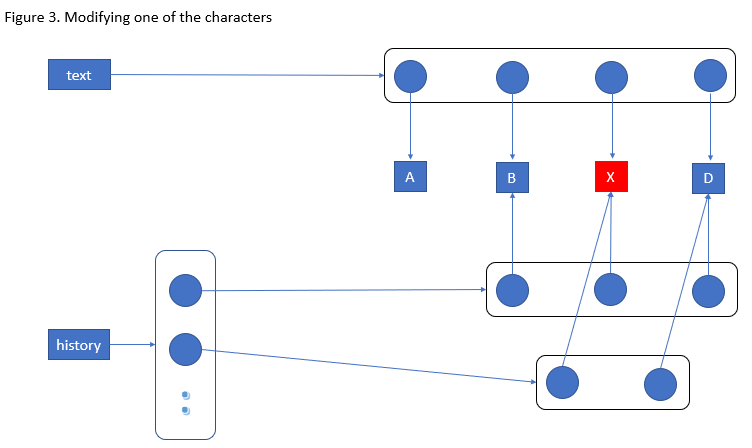 Figure 3. Modifying one of the characters
text
A
B
X
D
history